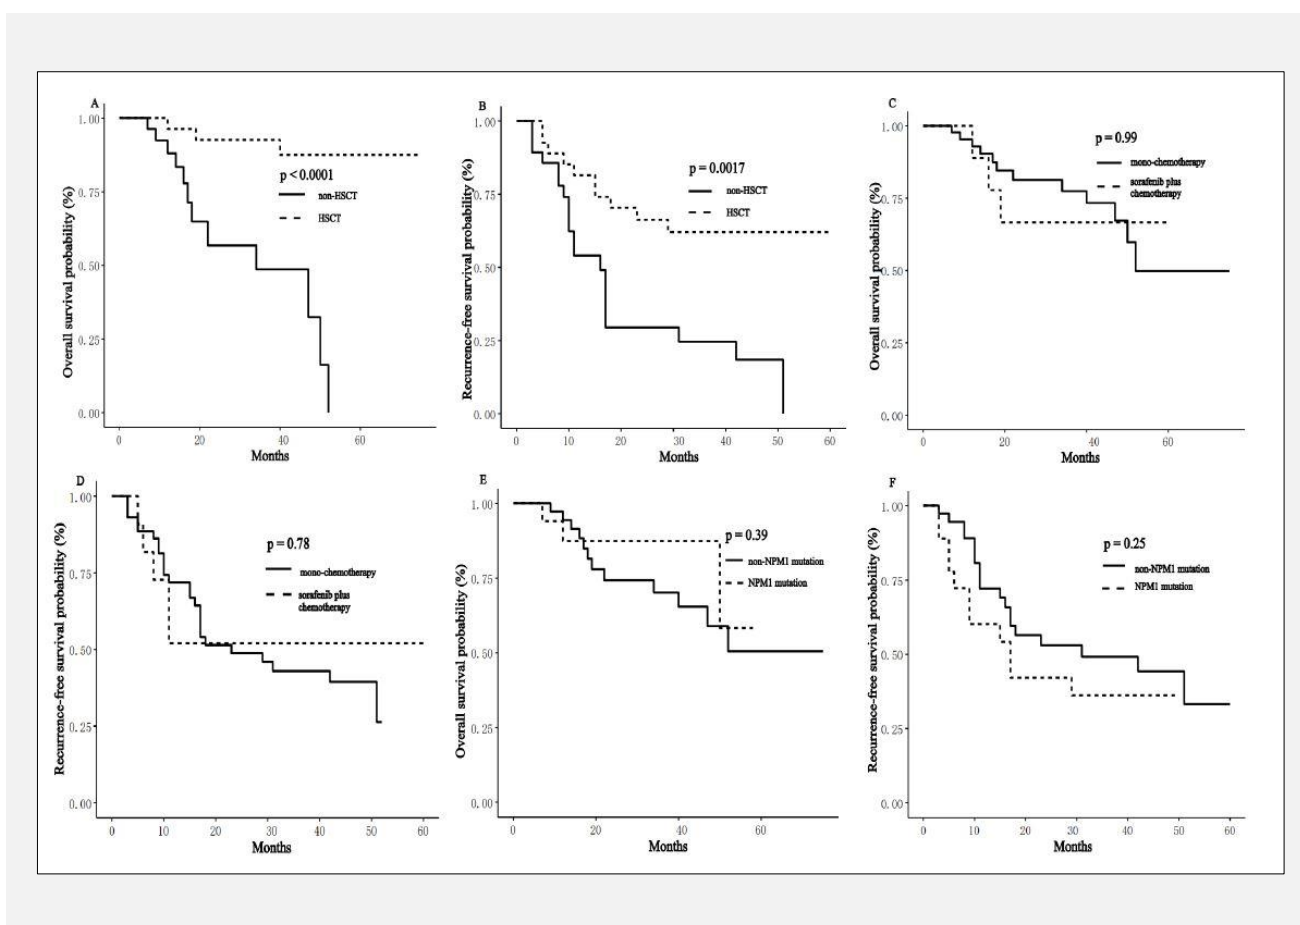 A
1.00
0.75
0.50
0.25
0.00
Overall survival probability (%)
p < 0.0001
non-HSCT
HSCT
0 20 40 60
Months
B
1.00
0.75
0.50
0.25
0.00
Recurrence-free survival probability (%)
p = 0.0017
non-HSCT
HSCT
0 10 20 30 40 50 60
Months
C
1.00
0.75
0.50
0.25
0.00
Overall survival probability (%)
p = 0.99
mono-chemotherapy
sorafenib plus
chemotherapy
0 20 40 60
Months
D
1.00
0.75
0.50
0.25
0.00
Recurrence-free survival probability (%)
p = 0.78
mono-chemotherapy
sorafenib plus
chemotherapy
0 10 20 30 40 50 60
Months
E
1.00
0.75
0.50
0.25
0.00
Overall survival probability (%)
p = 0.39
non-NPM1 mutation
NPM1 mutation
0 20 40 60
Months
F
1.00
0.75
0.50
0.25
0.00
Recurrence-free survival probability (%)
p = 0.25
non-NPM1 mutation
NPM1 mutation
0 10 20 30 40 50 60
Months